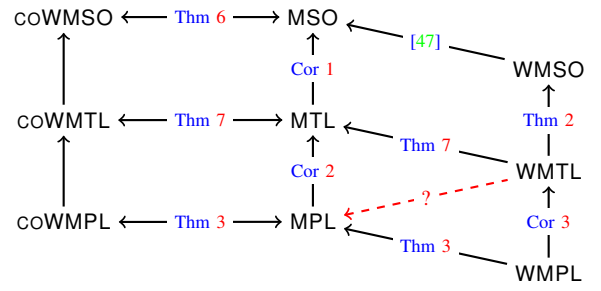 coWMSO Thm 6 MSO
[47]
WMSO
Cor 1
Thm 2
coWMTL Thm 7 MTL
Thm 7
WMTL
Cor 2
?
Cor 3
coWMPL Thm 3 MPL
Thm 3
WMPL